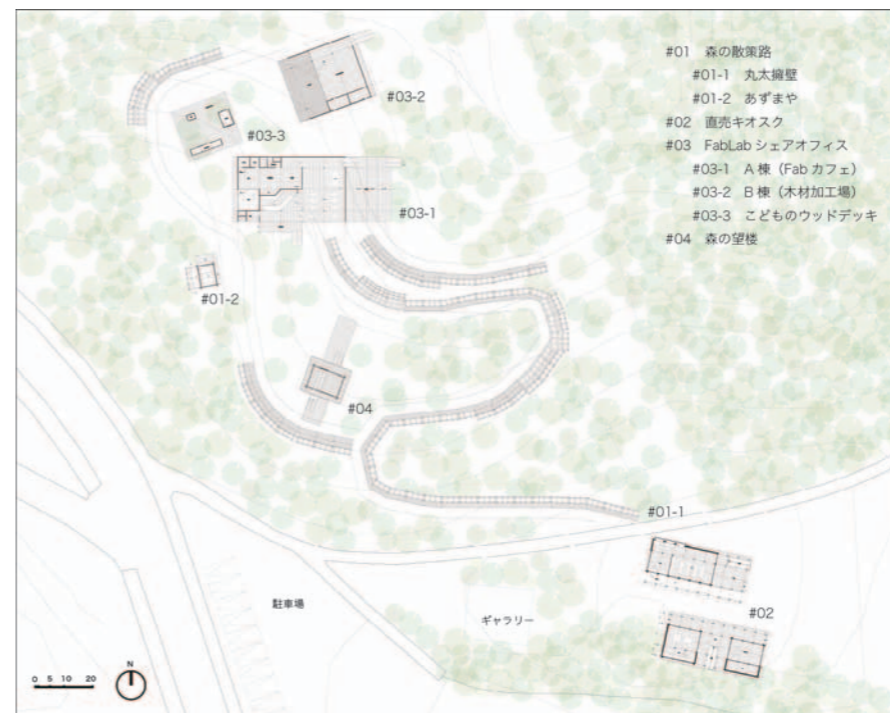 #01 森の散策路
#01-1 丸太擁壁
#01-2 あずまや
#02 直売キオスク
#03 FabLab シェアオフィス
#03-1 A 棟（Fab カフェ）
#03-2 B 棟（木材加工場）
#03-3 こどものウッドデッキ
#04 森の望楼
#03-2
#03-3
#03-1
#01-2
#04
#01-1
#02
駐車場
ギャラリー
0 5 10 20
N